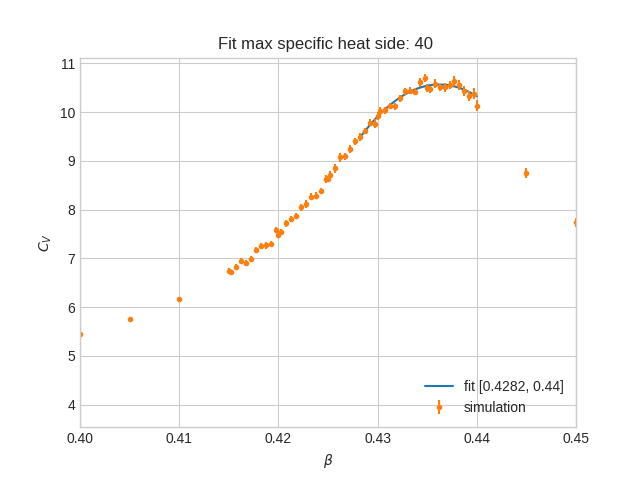 Fit max specific heat side: 40
11
10
9
8
7
6
5
4
C_V
0.40 0.41 0.42 0.43 0.44 0.45
β
fit [0.4282, 0.44]
simulation